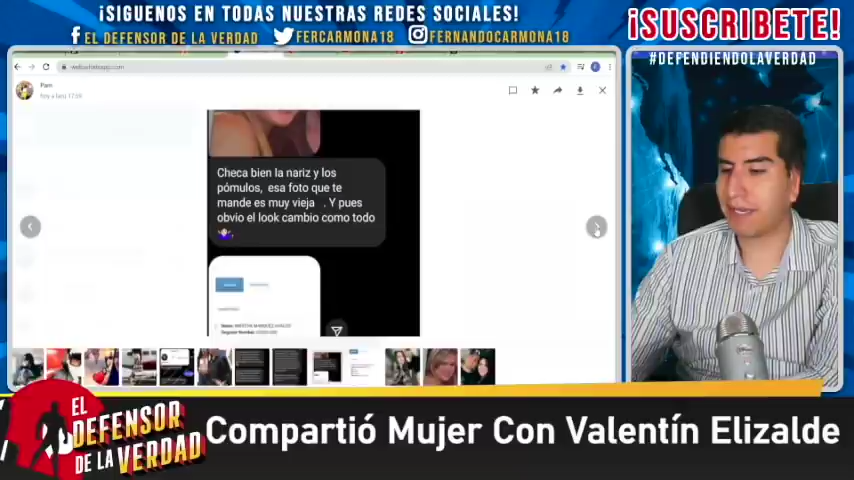 ¡SIGUENOS EN TODAS NUESTRAS REDES SOCIALES!
EL DEFENSOR DE LA VERDAD
FERCARMONA18
FERNANDOCARMONA18
¡SUSCRIBETE!
#DEFENDIENDOLAVERDAD
Checa bien la nariz y los
pómulos, esa foto que te
mande es muy vieja . Y pues
obvio el look cambio como todo
EL
DEFENSOR
DE LA VERDAD
Compartió Mujer Con Valentín Elizalde